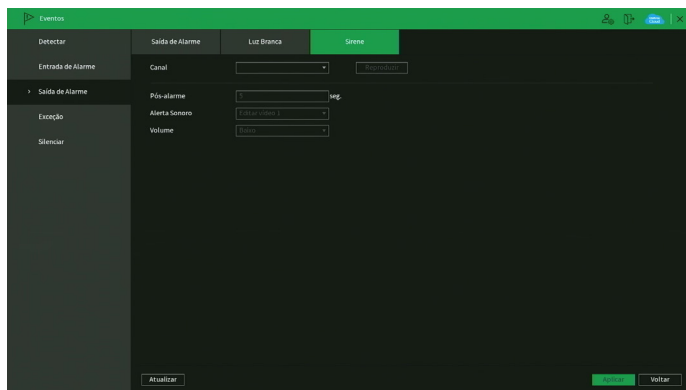 Eventos
Detectar
Saída de Alarme
Luz Branca
Sirene
Entrada de Alarme
Canal
Reproduzir
Saída de Alarme
Pós-alarme
5
seg.
Alerta Sonoro
Editar vídeo 1
Exceção
Volume
Baixo
Silenciar
Atualizar
Aplicar
Voltar